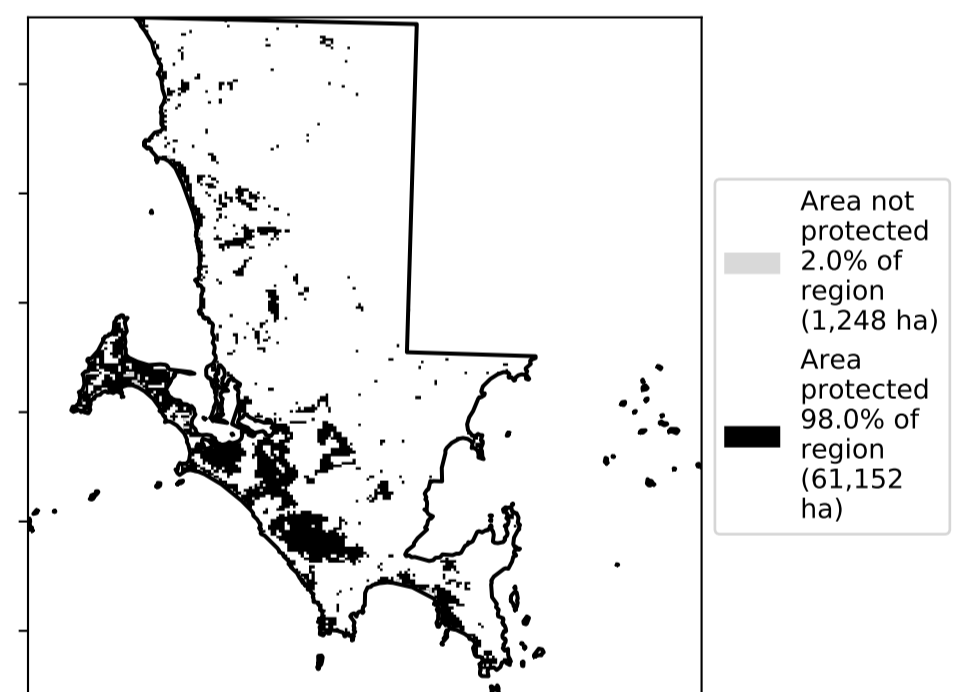 Area not
protected
2.0% of
region
(1,248 ha)
Area
protected
98.0% of
region
(61,152
ha)